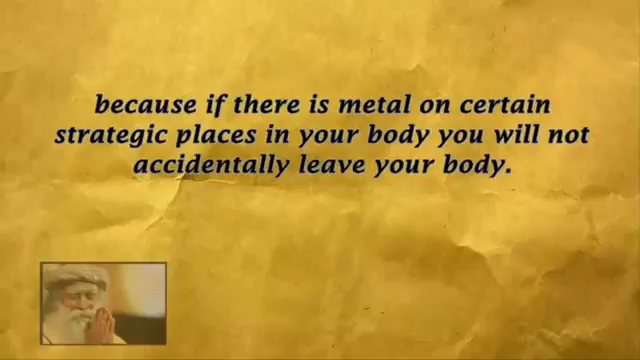 because if there is metal on certain
strategic places in your body you will not
accidentally leave your body.